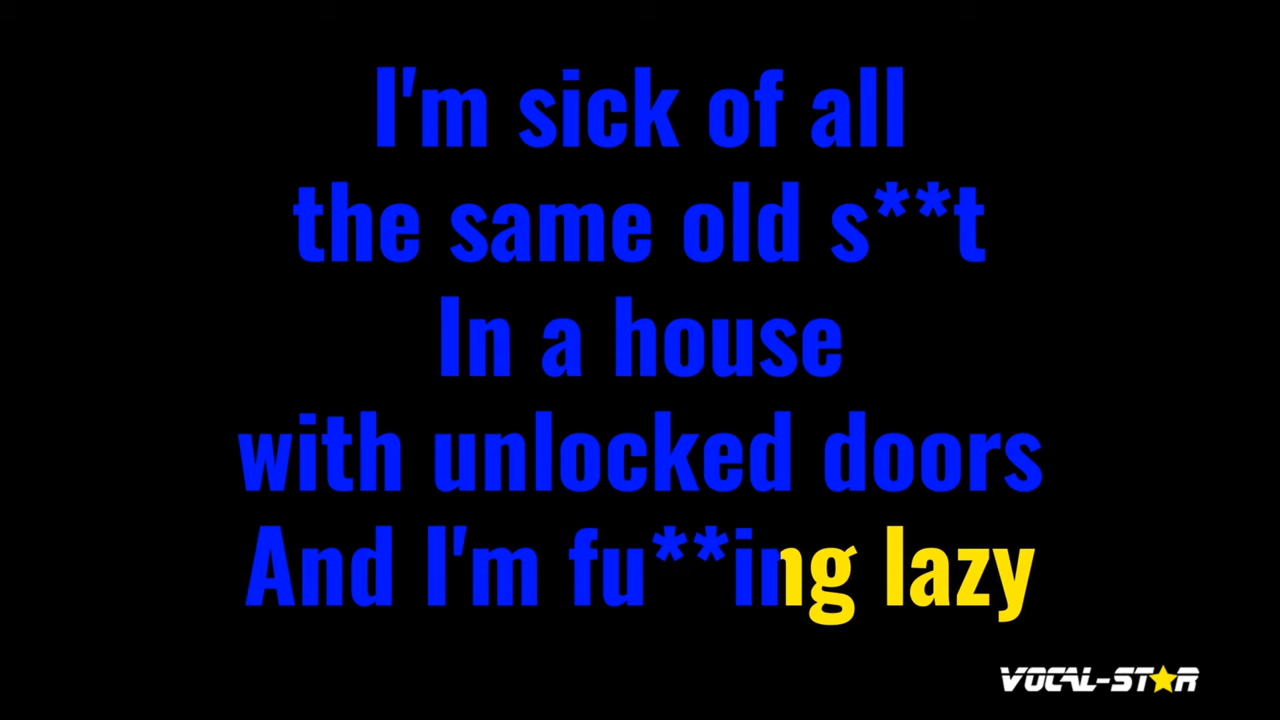 I'm sick of all
the same old s**t
In a house
with unlocked doors
And I'm fu**ing lazy
VOCAL-STAR